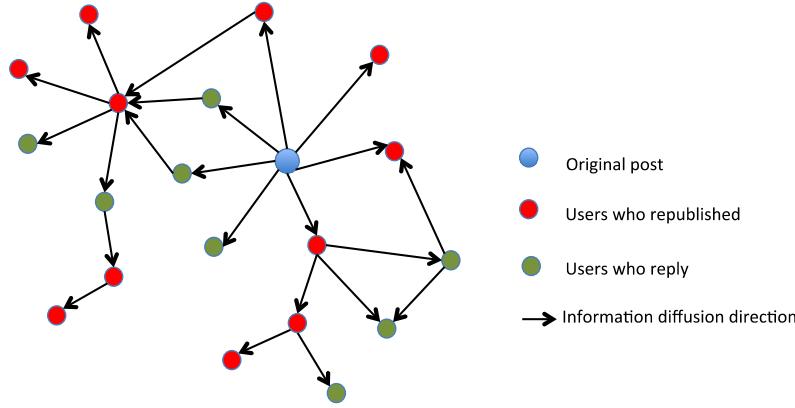 Original post
Users who republished
Users who reply
Information diffusion direction